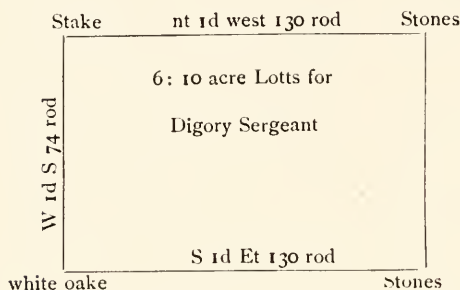 Stake nt 1d west 130 rod Stones
6: 10 acre Lotts for
Digory Sergeant
W 1d S 74 rod
S 1d Et 130 rod
white oake Stones